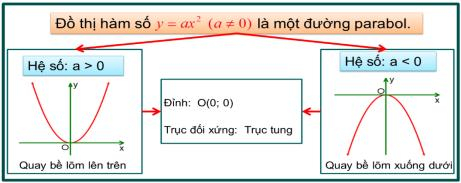 Đồ thị hàm số y = ax² (a ≠ 0) là một đường parabol.
Hệ số: a > 0
y
O
x
Quay bề lõm lên trên
Đỉnh: O(0; 0)
Trục đối xứng: Trục tung
Hệ số: a < 0
y
O
x
Quay bề lõm xuống dưới